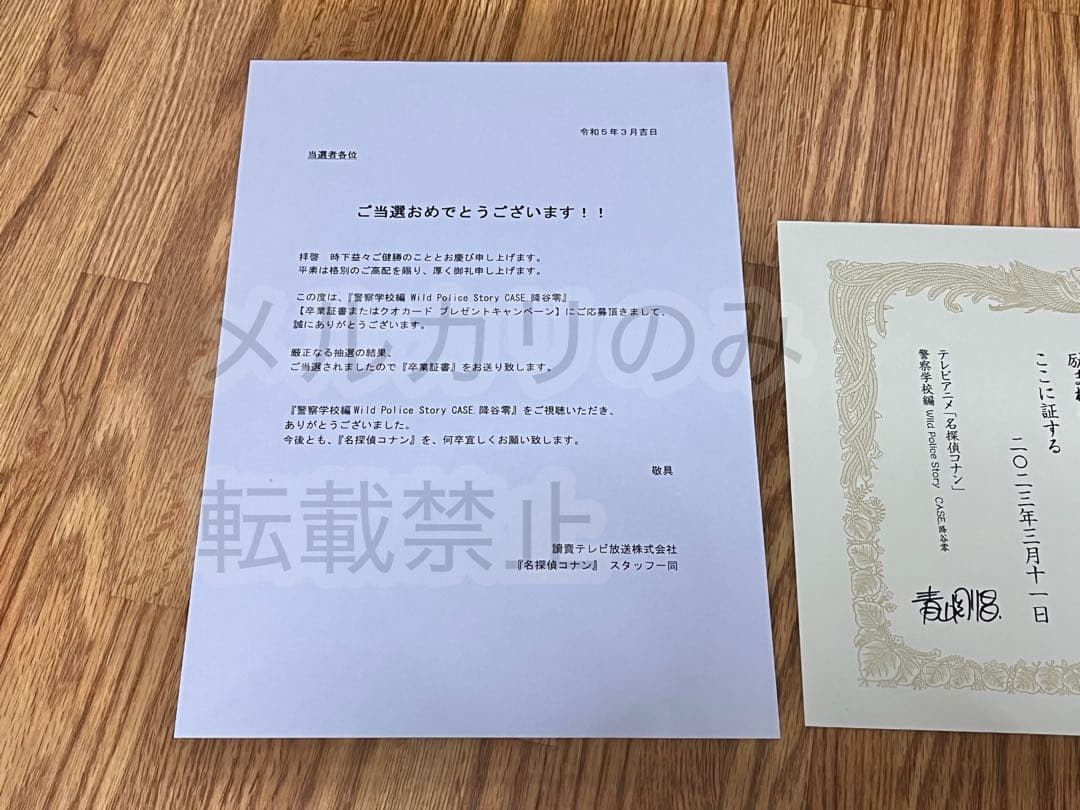 令和５年３月吉日
当選者各位
ご当選おめでとうございます！！
拝啓　時下益々ご健勝のこととお慶び申し上げます。
平素は格別のご高配を賜り、厚く御礼申し上げます。
この度は、『警察学校編 Wild Police Story CASE.降谷零』
【卒業証書またはクオカード プレゼントキャンペーン】にご応募頂きまして、
誠にありがとうございます。
厳正なる抽選の結果、
ご当選されましたので『卒業証書』をお送り致します。
『警察学校編 Wild Police Story CASE.降谷零』をご視聴いただき、
ありがとうございました。
今後とも、『名探偵コナン』を、何卒宜しくお願い致します。
敬具
讀賣テレビ放送株式会社
『名探偵コナン』 スタッフ一同
メルカリのみ
転載禁止
ここに証する
二〇二三年三月十一日
テレビアニメ「名探偵コナン」
警察学校編 Wild Police Story CASE.降谷零
青山剛昌